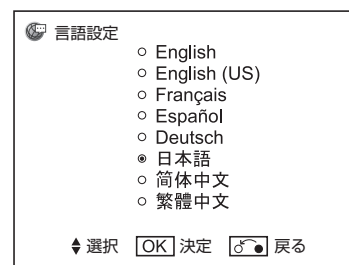 言語設定
English
English (US)
Français
Español
Deutsch
日本語
简体中文
繁體中文
選択 OK 決定 戻る